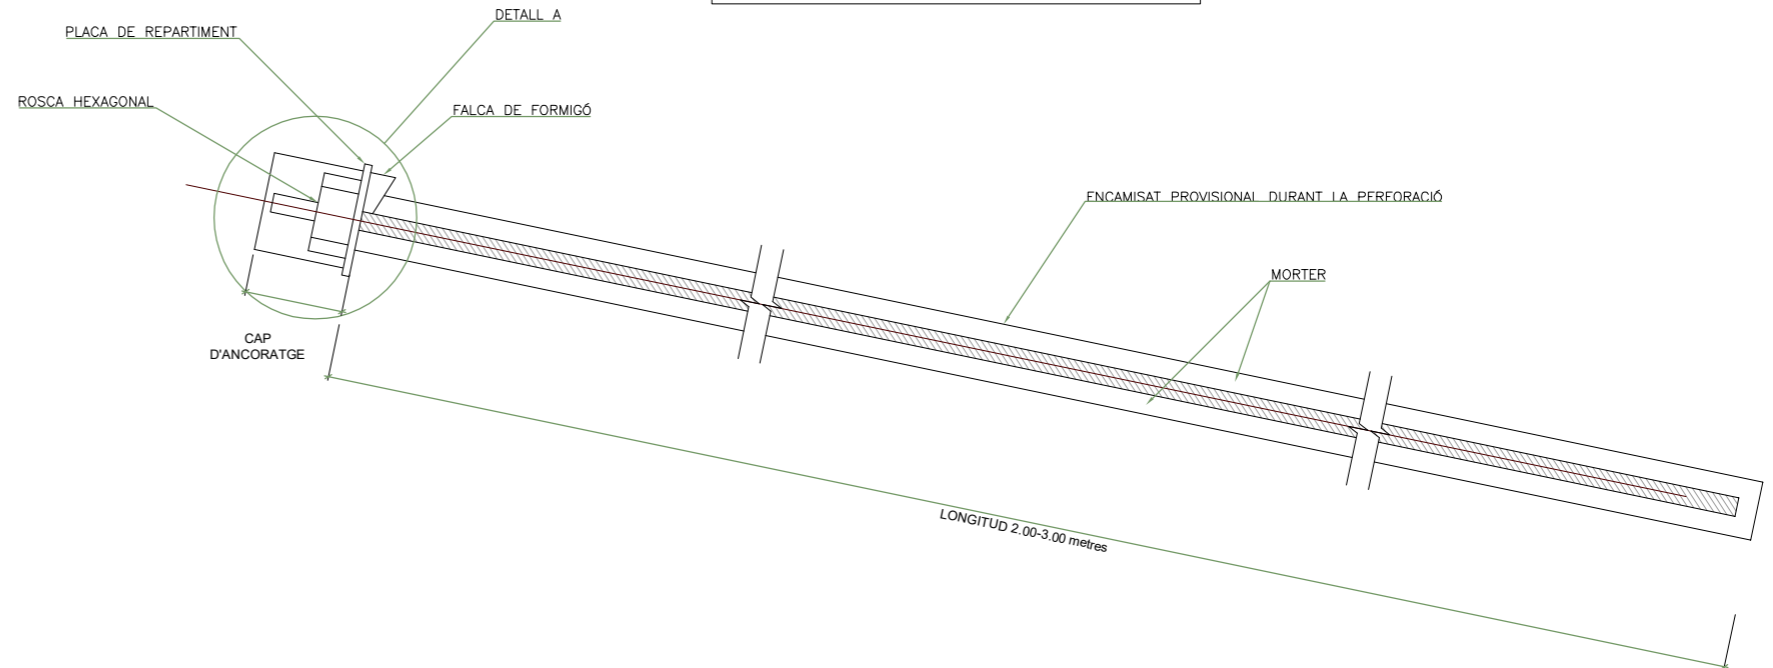 DETALL A
PLACA DE REPARTIMENT
ROSCA HEXAGONAL
FALCA DE FORMIGÓ
ENCAMISAT PROVISIONAL DURANT LA PERFORACIÓ
MORTER
CAP
D'ANCORATGE
LONGITUD 2.00-3.00 metres